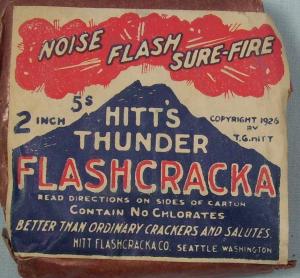 NOISE FLASH SURE-FIRE
2 INCH 5s
HITT'S
THUNDER
COPYRIGHT 1926
BY
T.G. HITT
FLASHCRACKA
READ DIRECTIONS ON SIDES OF CARTON
CONTAIN NO CHLORATES
BETTER THAN ORDINARY CRACKERS AND SALUTES.
HITT FLASHCRACKA CO. SEATTLE WASHINGTON